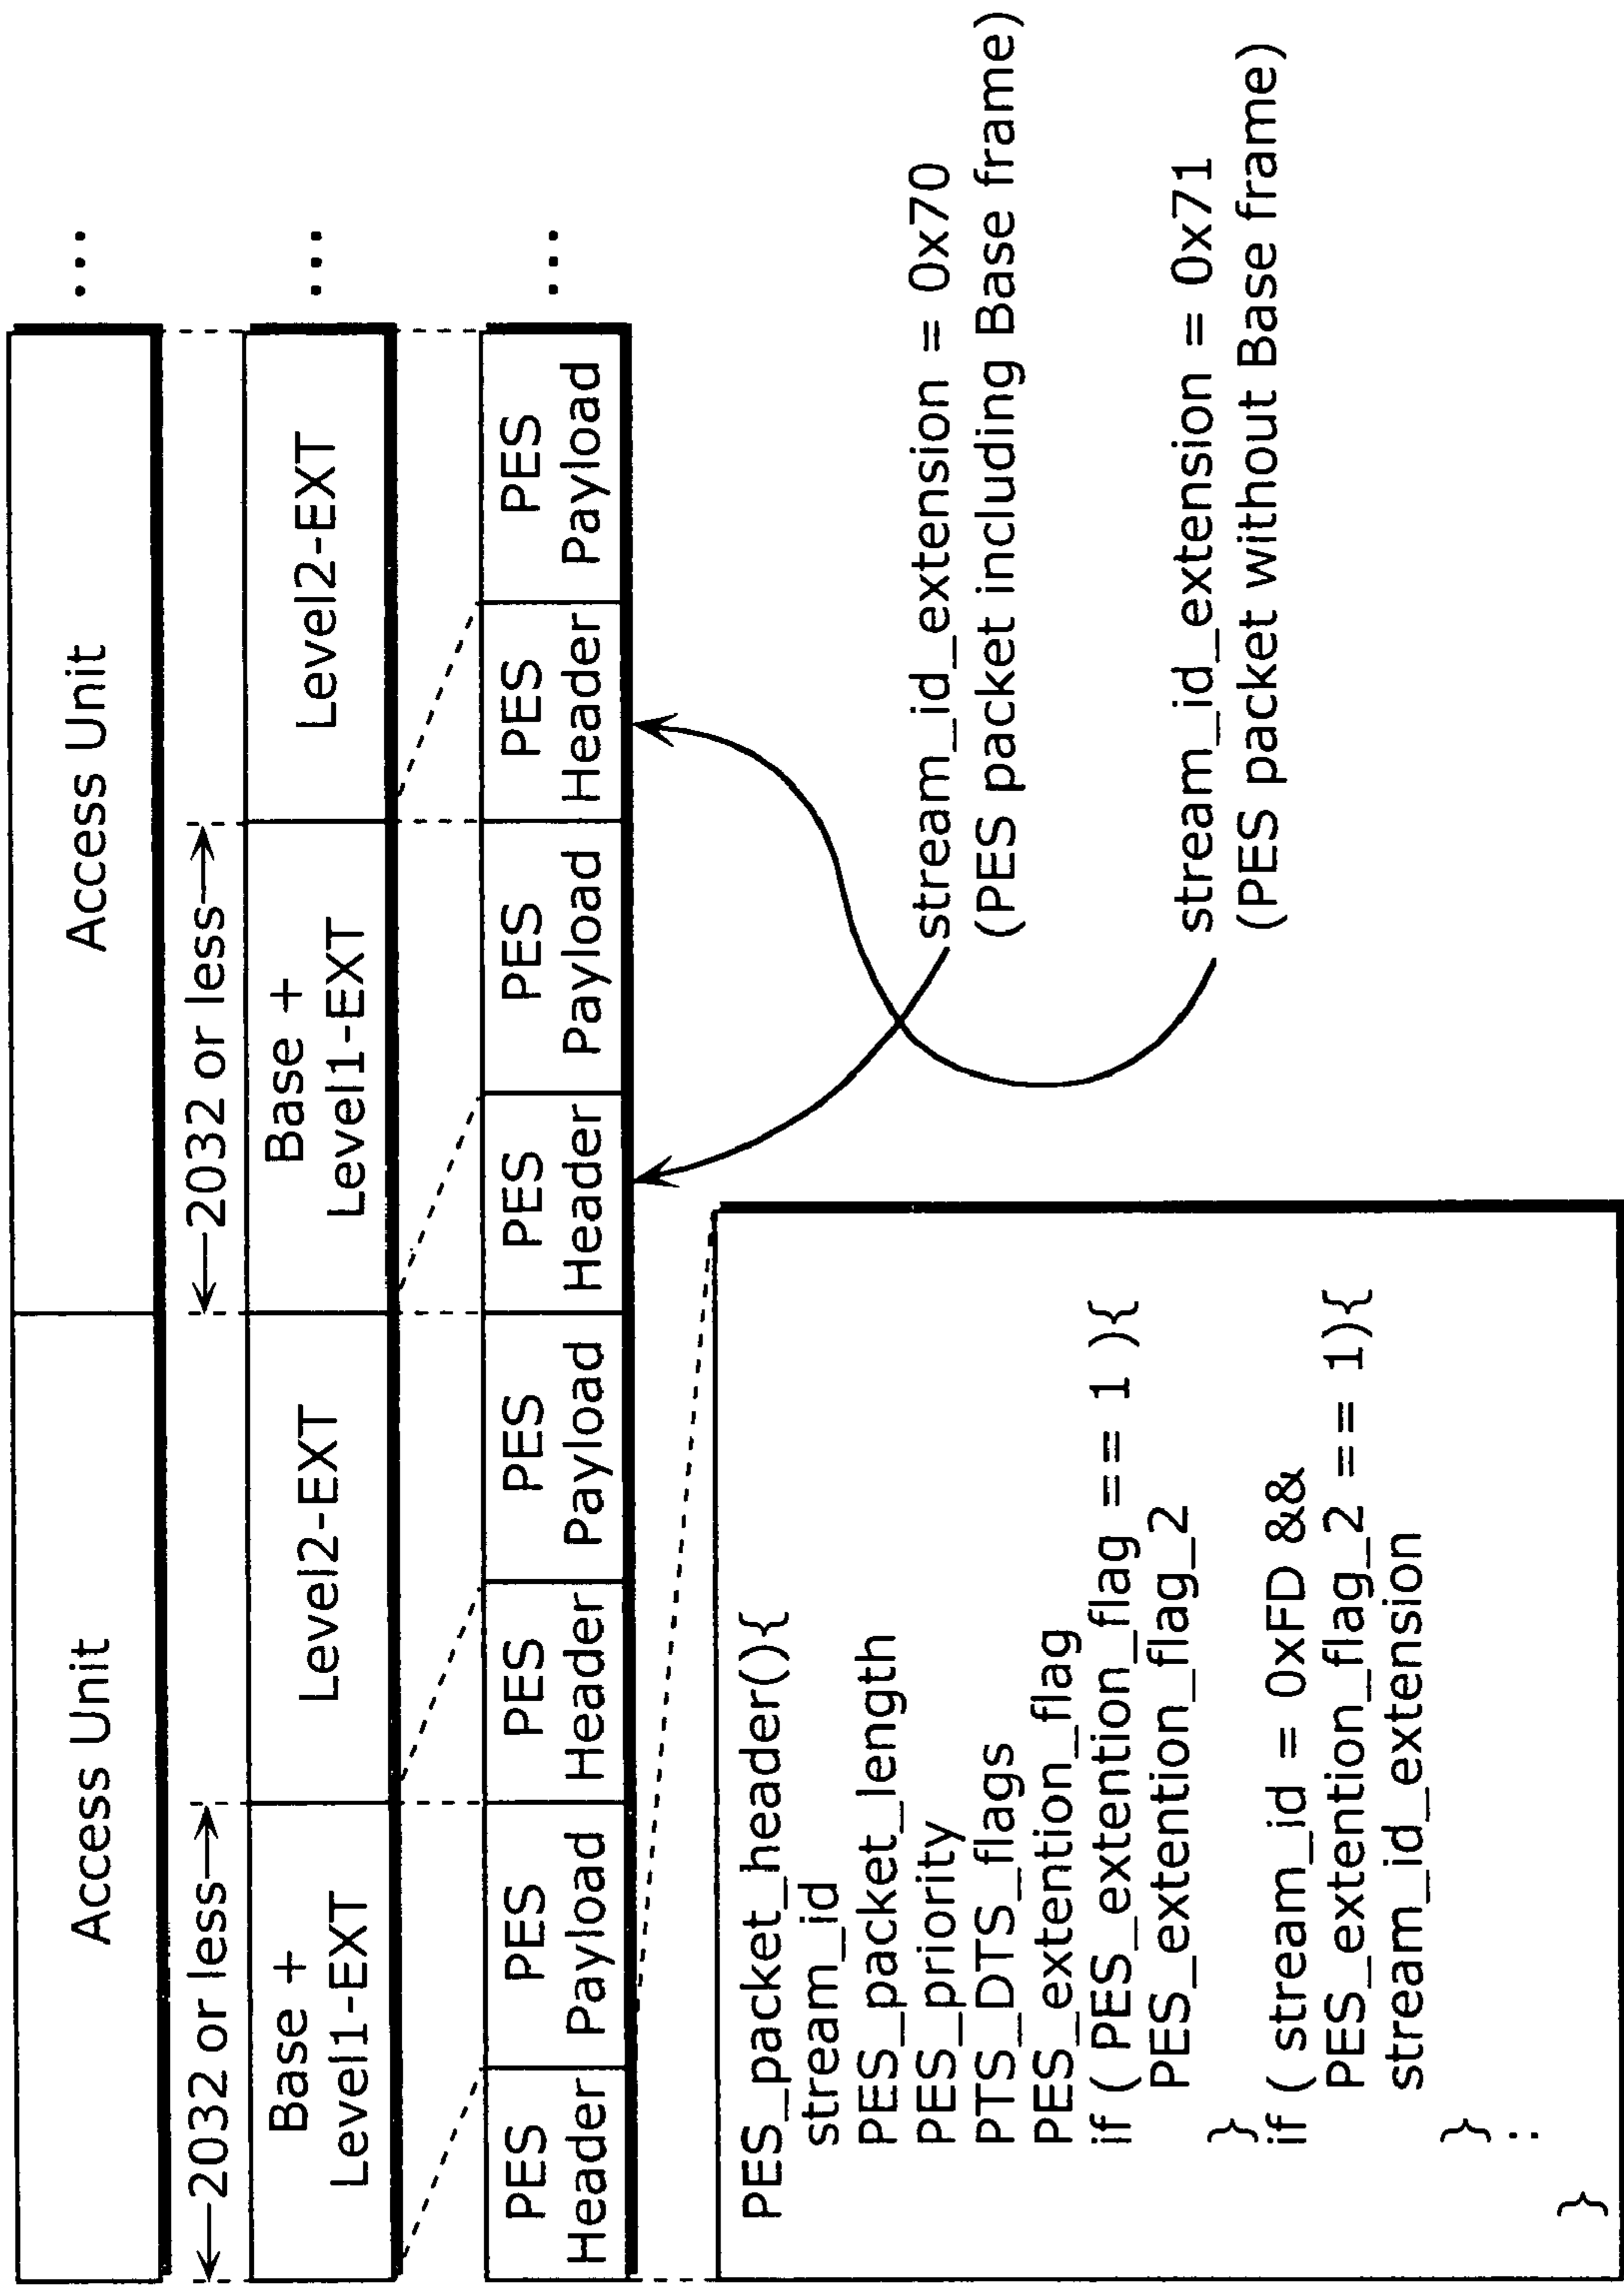 Access Unit
Access Unit
...
2032 or less
2032 or less
Base +
Level1-EXT
Level2-EXT
Base +
Level1-EXT
Level2-EXT
...
PES
Header
PES
Payload
PES
Header
PES
Payload
PES
Header
PES
Payload
PES
Header
PES
Payload
...
PES_packet_header(){
stream_id
PES_packet_length
PES_priority
PTS_DTS_flags
PES_extention_flag
if ( PES_extention_flag == 1 ){
PES_extention_flag_2
}
if ( stream_id = 0xFD &&
PES_extention_flag_2 == 1){
stream_id_extension
}
:
}
stream_id_extension = 0x70
(PES packet including Base frame)
stream_id_extension = 0x71
(PES packet without Base frame)